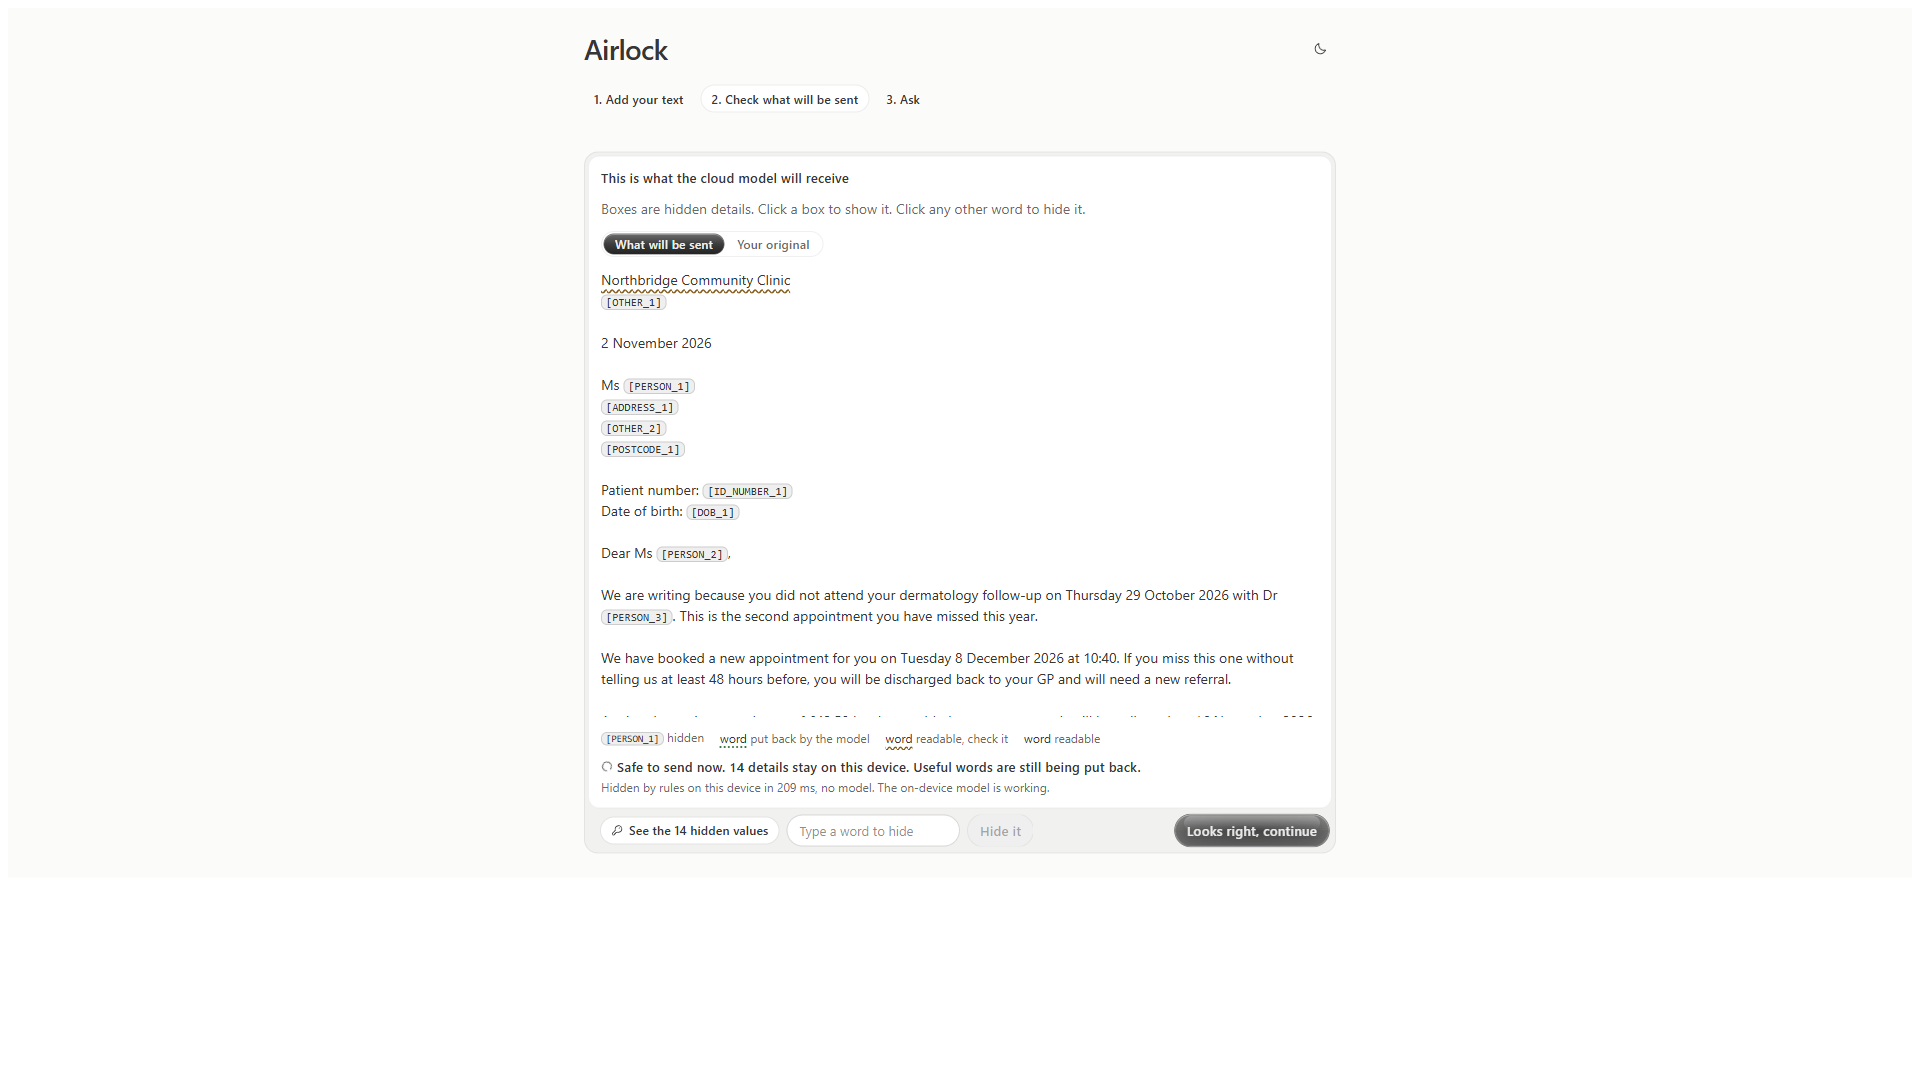 Airlock
1. Add your text
2. Check what will be sent
3. Ask
This is what the cloud model will receive
Boxes are hidden details. Click a box to show it. Click any other word to hide it.
What will be sent
Your original
Northbridge Community Clinic
[OTHER_1]
2 November 2026
Ms [PERSON_1]
[ADDRESS_1]
[OTHER_2]
[POSTCODE_1]
Patient number: [ID_NUMBER_1]
Date of birth: [DOB_1]
Dear Ms [PERSON_2],
We are writing because you did not attend your dermatology follow-up on Thursday 29 October 2026 with Dr
[PERSON_3]. This is the second appointment you have missed this year.
We have booked a new appointment for you on Tuesday 8 December 2026 at 10:40. If you miss this one without
telling us at least 48 hours before, you will be discharged back to your GP and will need a new referral.
[PERSON_1] hidden word put back by the model word readable, check it word readable
Safe to send now. 14 details stay on this device. Useful words are still being put back.
Hidden by rules on this device in 209 ms, no model. The on-device model is working.
See the 14 hidden values
Type a word to hide
Hide it
Looks right, continue